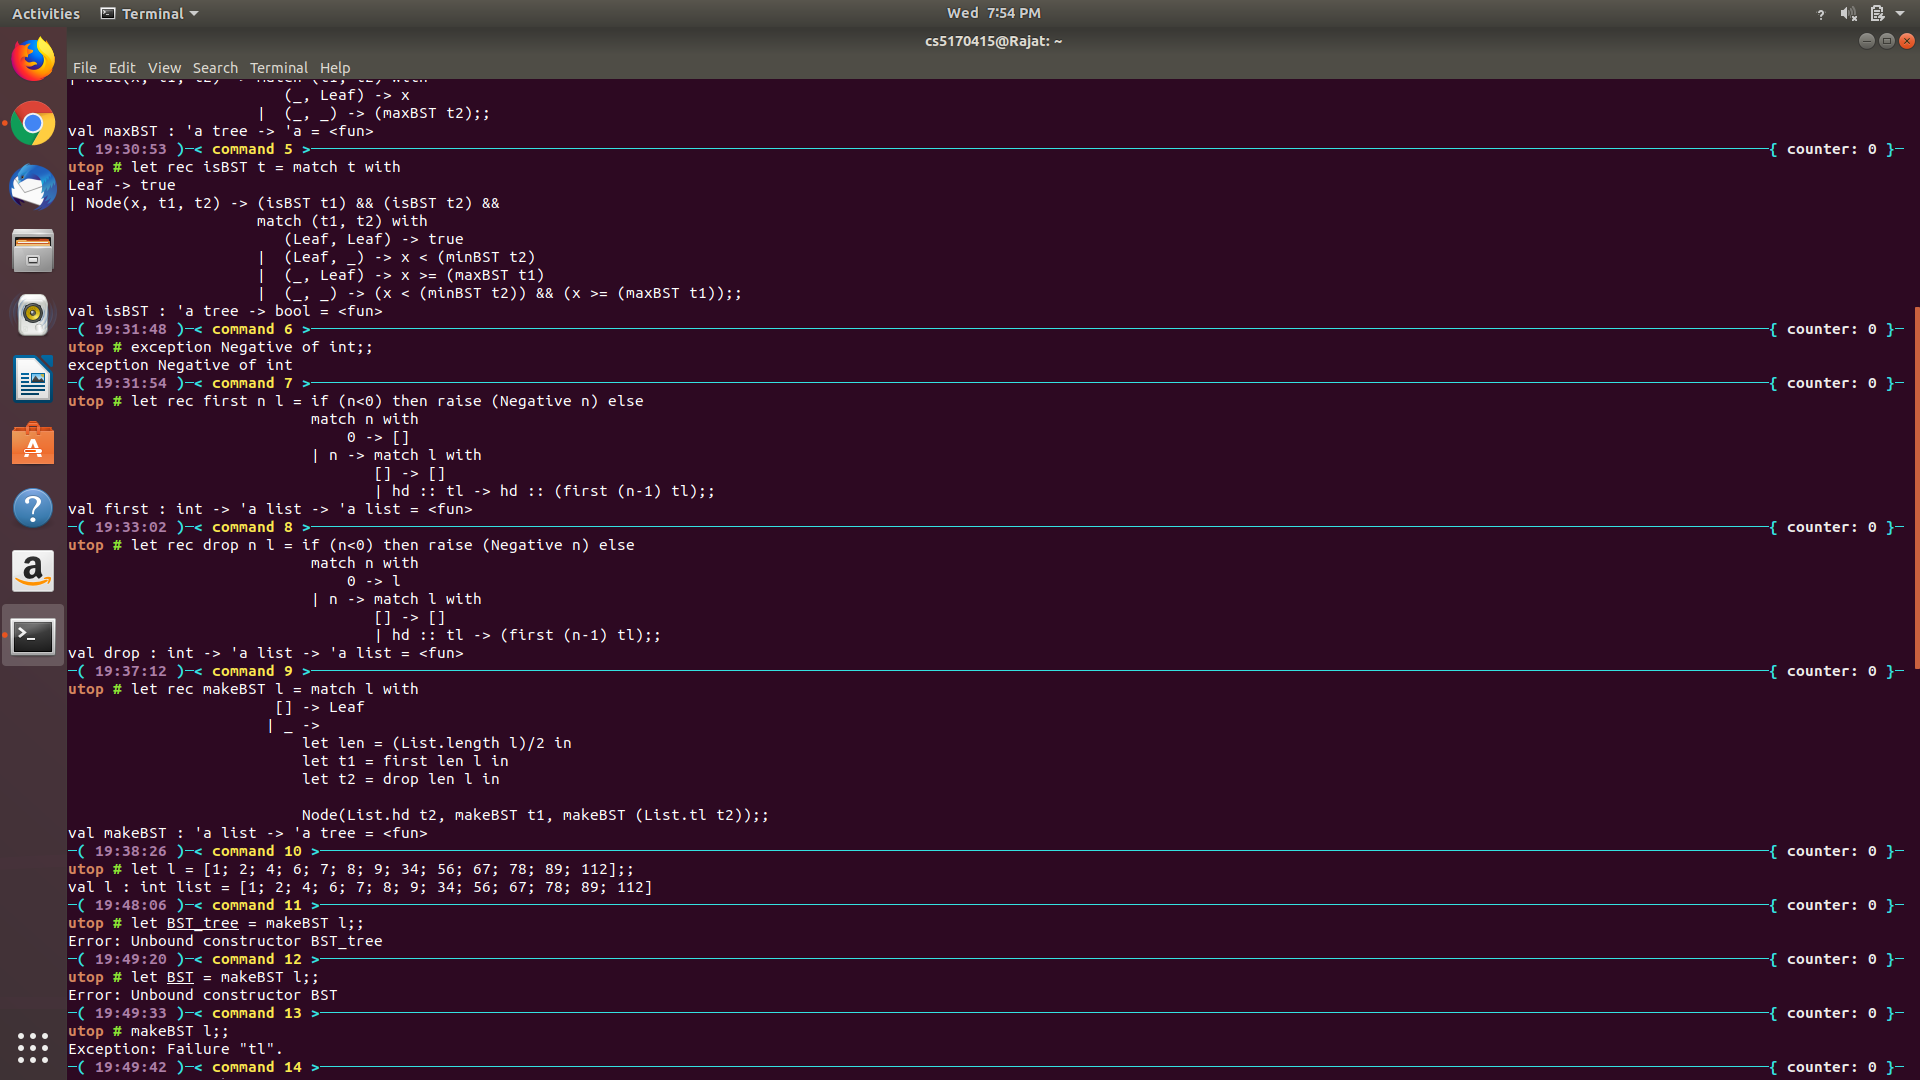 Activities Terminal Wed 7:54 PM ?
cs5170415@Rajat: ~
File Edit View Search Terminal Help
| Node(x, t1, t2) -> match (t1, t2) with
(_, Leaf) -> x
| (_, _) -> (maxBST t2);;
val maxBST : 'a tree -> 'a = <fun>
─( 19:30:53 )─< command 5 >─{ counter: 0 }─
utop # let rec isBST t = match t with
Leaf -> true
| Node(x, t1, t2) -> (isBST t1) && (isBST t2) &&
match (t1, t2) with
(Leaf, Leaf) -> true
| (Leaf, _) -> x < (minBST t2)
| (_, Leaf) -> x >= (maxBST t1)
| (_, _) -> (x < (minBST t2)) && (x >= (maxBST t1));;
val isBST : 'a tree -> bool = <fun>
─( 19:31:48 )─< command 6 >─{ counter: 0 }─
utop # exception Negative of int;;
exception Negative of int
─( 19:31:54 )─< command 7 >─{ counter: 0 }─
utop # let rec first n l = if (n<0) then raise (Negative n) else
match n with
0 -> []
| n -> match l with
[] -> []
| hd :: tl -> hd :: (first (n-1) tl);;
val first : int -> 'a list -> 'a list = <fun>
─( 19:33:02 )─< command 8 >─{ counter: 0 }─
utop # let rec drop n l = if (n<0) then raise (Negative n) else
match n with
0 -> l
| n -> match l with
[] -> []
| hd :: tl -> (first (n-1) tl);;
val drop : int -> 'a list -> 'a list = <fun>
─( 19:37:12 )─< command 9 >─{ counter: 0 }─
utop # let rec makeBST l = match l with
[] -> Leaf
| _ ->
let len = (List.length l)/2 in
let t1 = first len l in
let t2 = drop len l in
Node(List.hd t2, makeBST t1, makeBST (List.tl t2));;
val makeBST : 'a list -> 'a tree = <fun>
─( 19:38:26 )─< command 10 >─{ counter: 0 }─
utop # let l = [1; 2; 4; 6; 7; 8; 9; 34; 56; 67; 78; 89; 112];;
val l : int list = [1; 2; 4; 6; 7; 8; 9; 34; 56; 67; 78; 89; 112]
─( 19:48:06 )─< command 11 >─{ counter: 0 }─
utop # let BST_tree = makeBST l;;
Error: Unbound constructor BST_tree
─( 19:49:20 )─< command 12 >─{ counter: 0 }─
utop # let BST = makeBST l;;
Error: Unbound constructor BST
─( 19:49:33 )─< command 13 >─{ counter: 0 }─
utop # makeBST l;;
Exception: Failure "tl".
─( 19:49:42 )─< command 14 >─{ counter: 0 }─